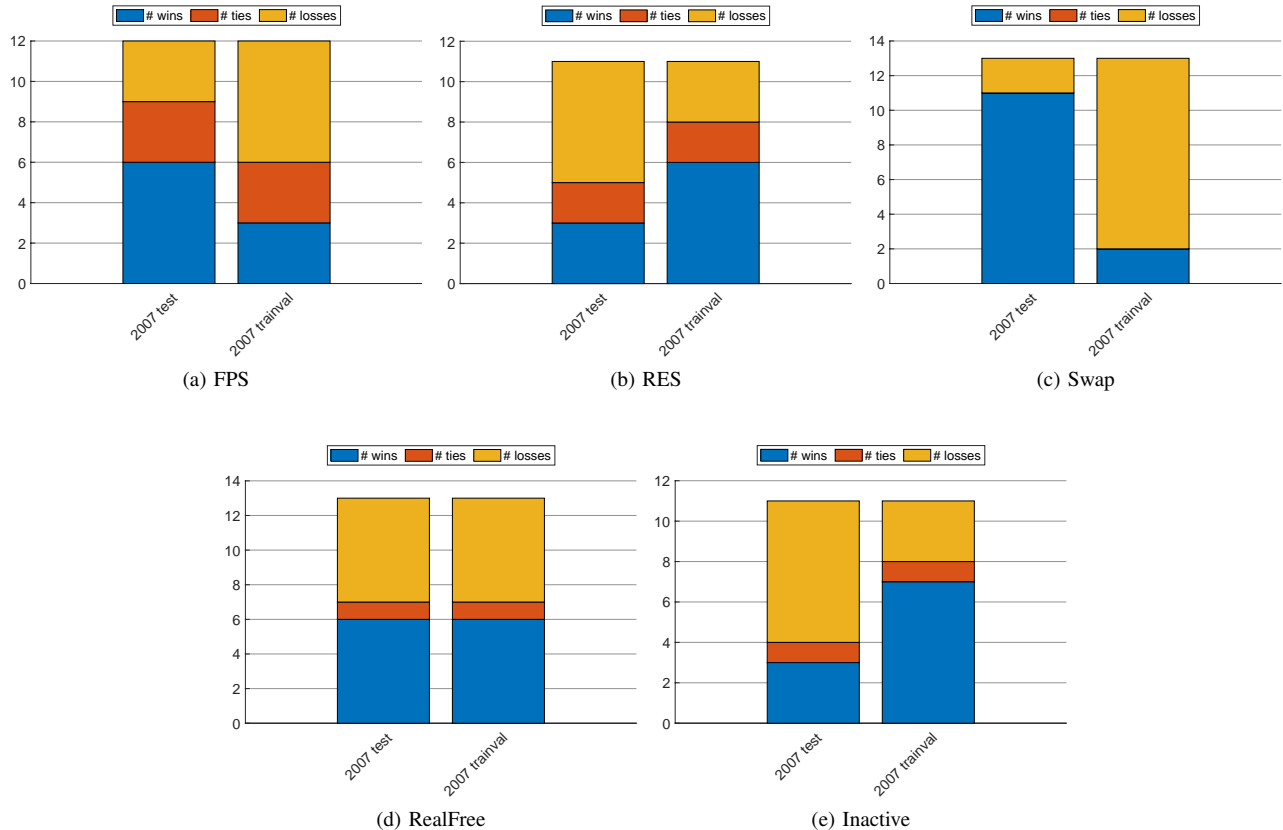 # wins # ties # losses
12
10
8
6
4
2
0
2007 test
2007 trainval
(a) FPS
# wins # ties # losses
12
10
8
6
4
2
0
2007 test
2007 trainval
(b) RES
# wins # ties # losses
14
12
10
8
6
4
2
0
2007 test
2007 trainval
(c) Swap
# wins # ties # losses
14
12
10
8
6
4
2
0
2007 test
2007 trainval
(d) RealFree
# wins # ties # losses
12
10
8
6
4
2
0
2007 test
2007 trainval
(e) Inactive